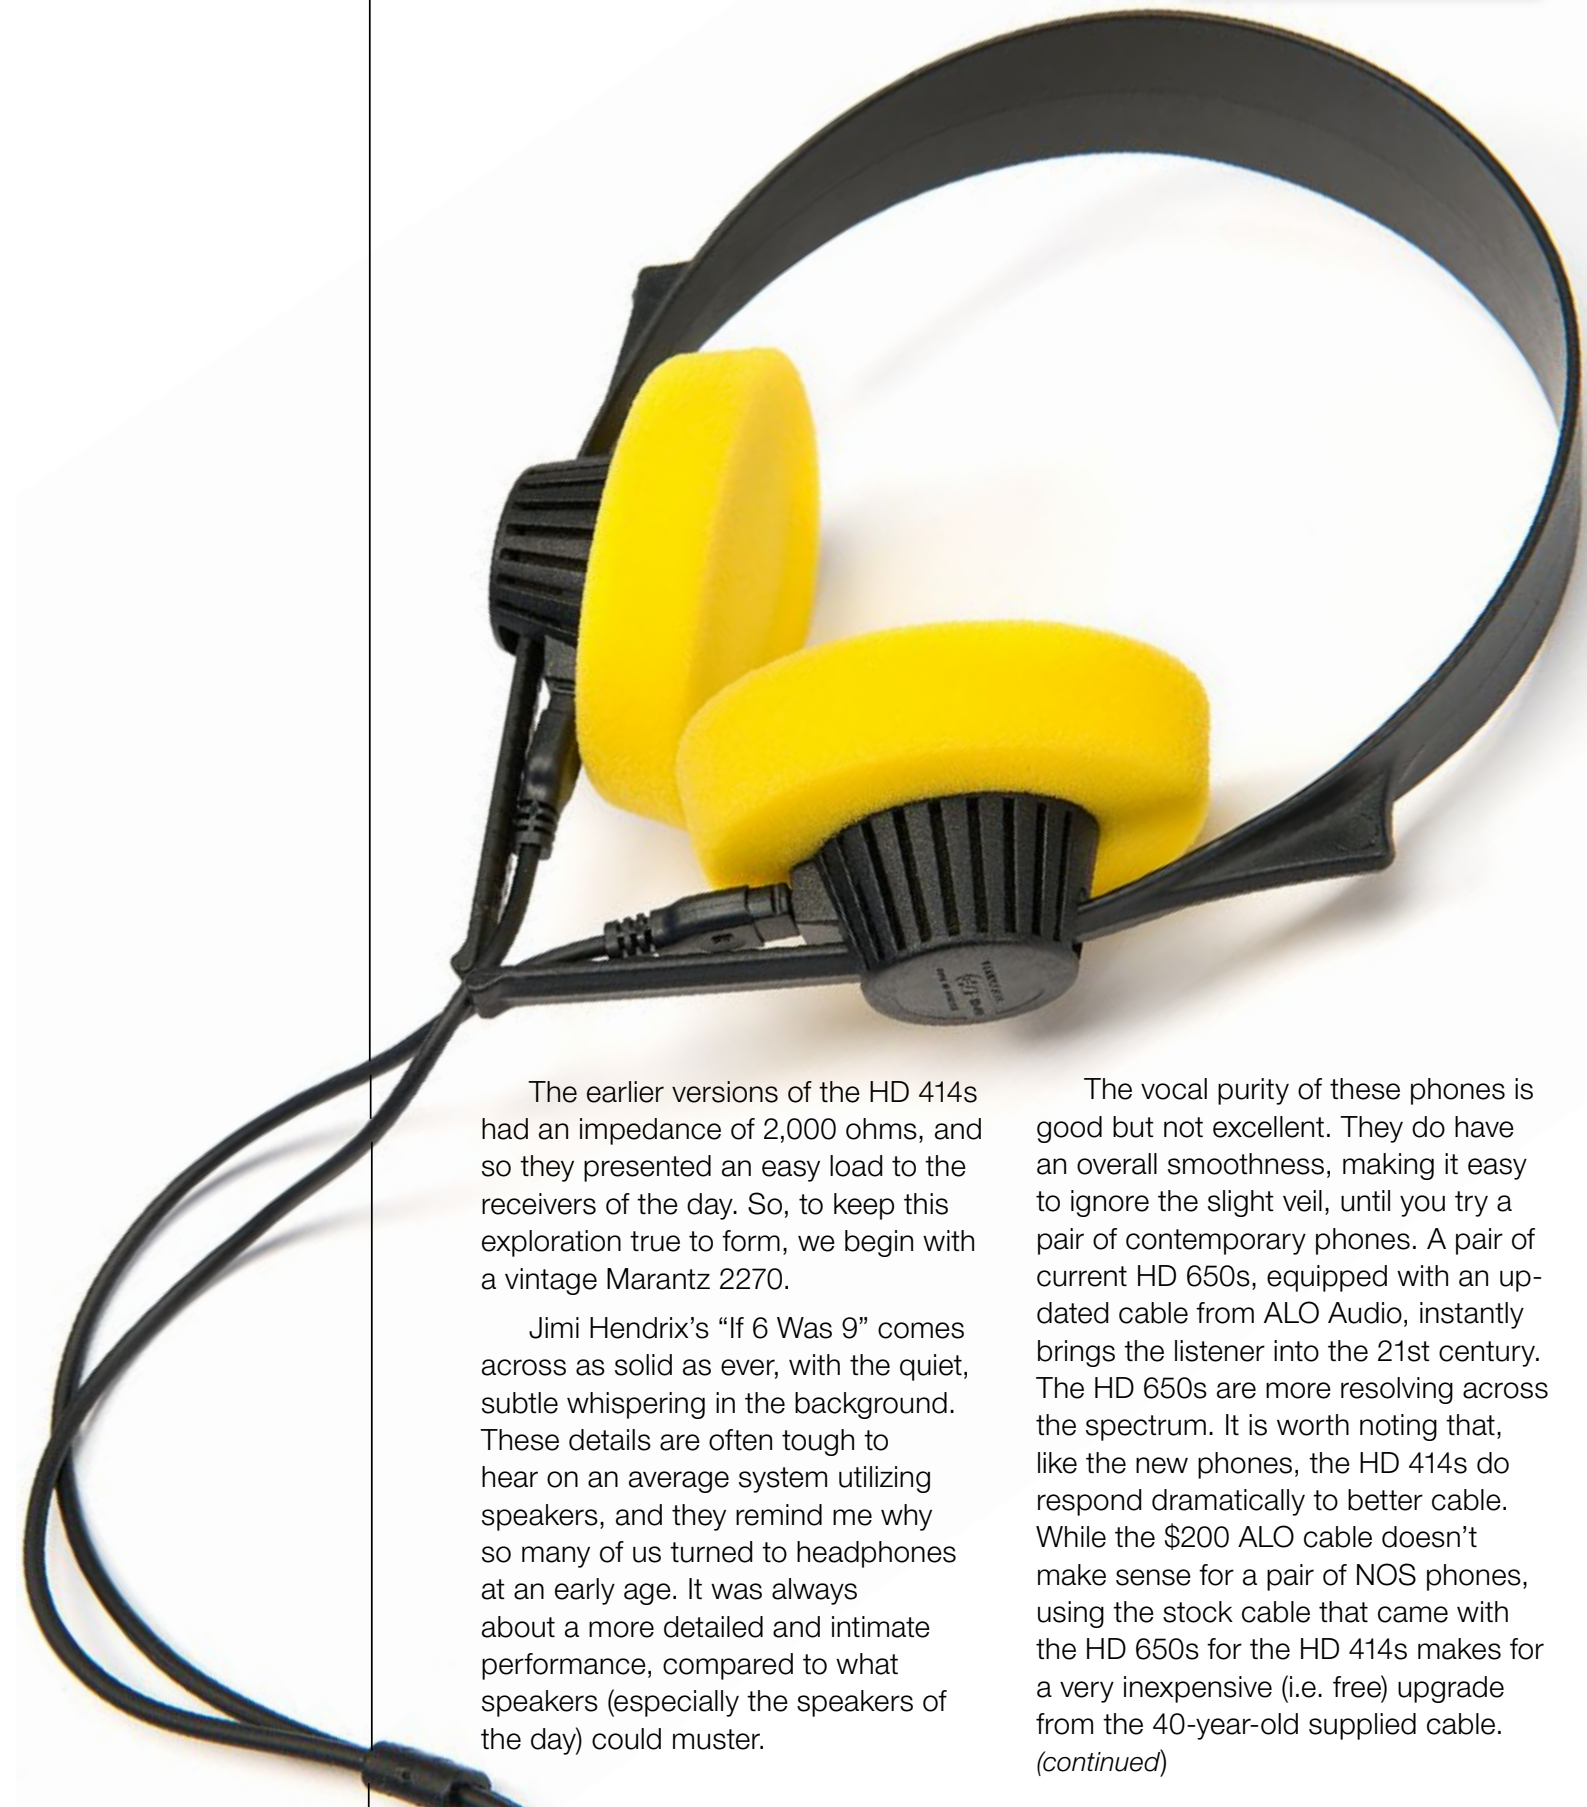 The earlier versions of the HD 414s
had an impedance of 2,000 ohms, and
so they presented an easy load to the
receivers of the day. So, to keep this
exploration true to form, we begin with
a vintage Marantz 2270.
Jimi Hendrix’s “If 6 Was 9” comes
across as solid as ever, with the quiet,
subtle whispering in the background.
These details are often tough to
hear on an average system utilizing
speakers, and they remind me why
so many of us turned to headphones
at an early age. It was always
about a more detailed and intimate
performance, compared to what
speakers (especially the speakers of
the day) could muster.
The vocal purity of these phones is
good but not excellent. They do have
an overall smoothness, making it easy
to ignore the slight veil, until you try a
pair of contemporary phones. A pair of
current HD 650s, equipped with an up-
dated cable from ALO Audio, instantly
brings the listener into the 21st century.
The HD 650s are more resolving across
the spectrum. It is worth noting that,
like the new phones, the HD 414s do
respond dramatically to better cable.
While the $200 ALO cable doesn’t
make sense for a pair of NOS phones,
using the stock cable that came with
the HD 650s for the HD 414s makes for
a very inexpensive (i.e. free) upgrade
from the 40-year-old supplied cable.
(continued)